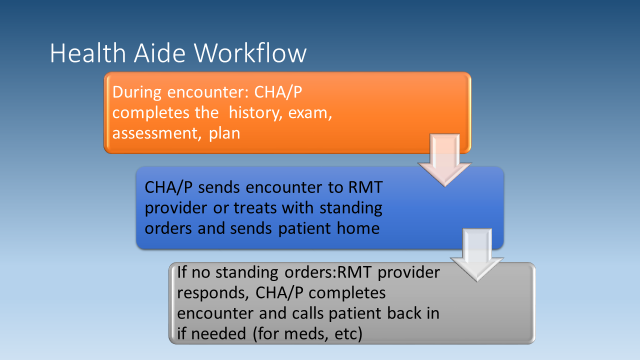 Health Aide Workflow
During encounter: CHA/P
completes the  history, exam,
assessment, plan
CHA/P sends encounter to RMT
provider or treats with standing
orders and sends patient home
If no standing orders:RMT provider
responds, CHA/P completes
encounter and calls patient back in
if needed (for meds, etc)